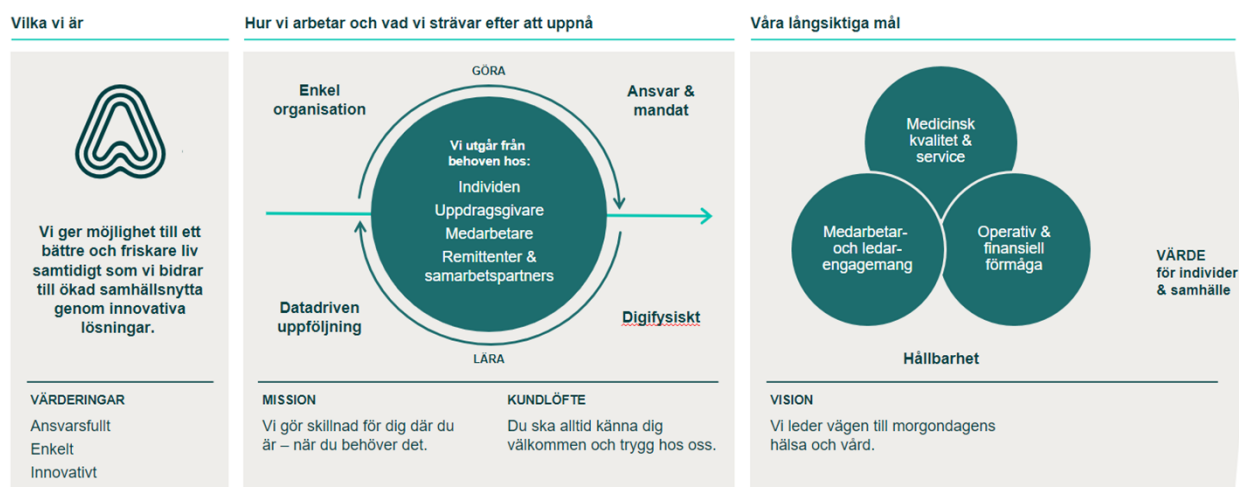 Vilka vi är
Vi ger möjlighet till ett
bättre och friskare liv
samtidigt som vi bidrar
till ökad samhällsnytta
genom innovativa
lösningar.
VÄRDERINGAR
Ansvarsfullt
Enkelt
Innovativt
Hur vi arbetar och vad vi strävar efter att uppnå
GÖRA
Enkel
organisation
Ansvar &
mandat
Vi utgår från
behoven hos:
Individen
Uppdragsgivare
Medarbetare
Remittenter &
samarbetspartners
Datadriven
uppföljning
Digifysiskt
LÄRA
MISSION
Vi gör skillnad för dig där du
är – när du behöver det.
KUNDLÖFTE
Du ska alltid känna dig
välkommen och trygg hos oss.
Våra långsiktiga mål
Medicinsk
kvalitet &
service
Medarbetar-
och ledar-
engagemang
Operativ &
finansiell
förmåga
VÄRDE
för individer
& samhälle
Hållbarhet
VISION
Vi leder vägen till morgondagens
hälsa och vård.